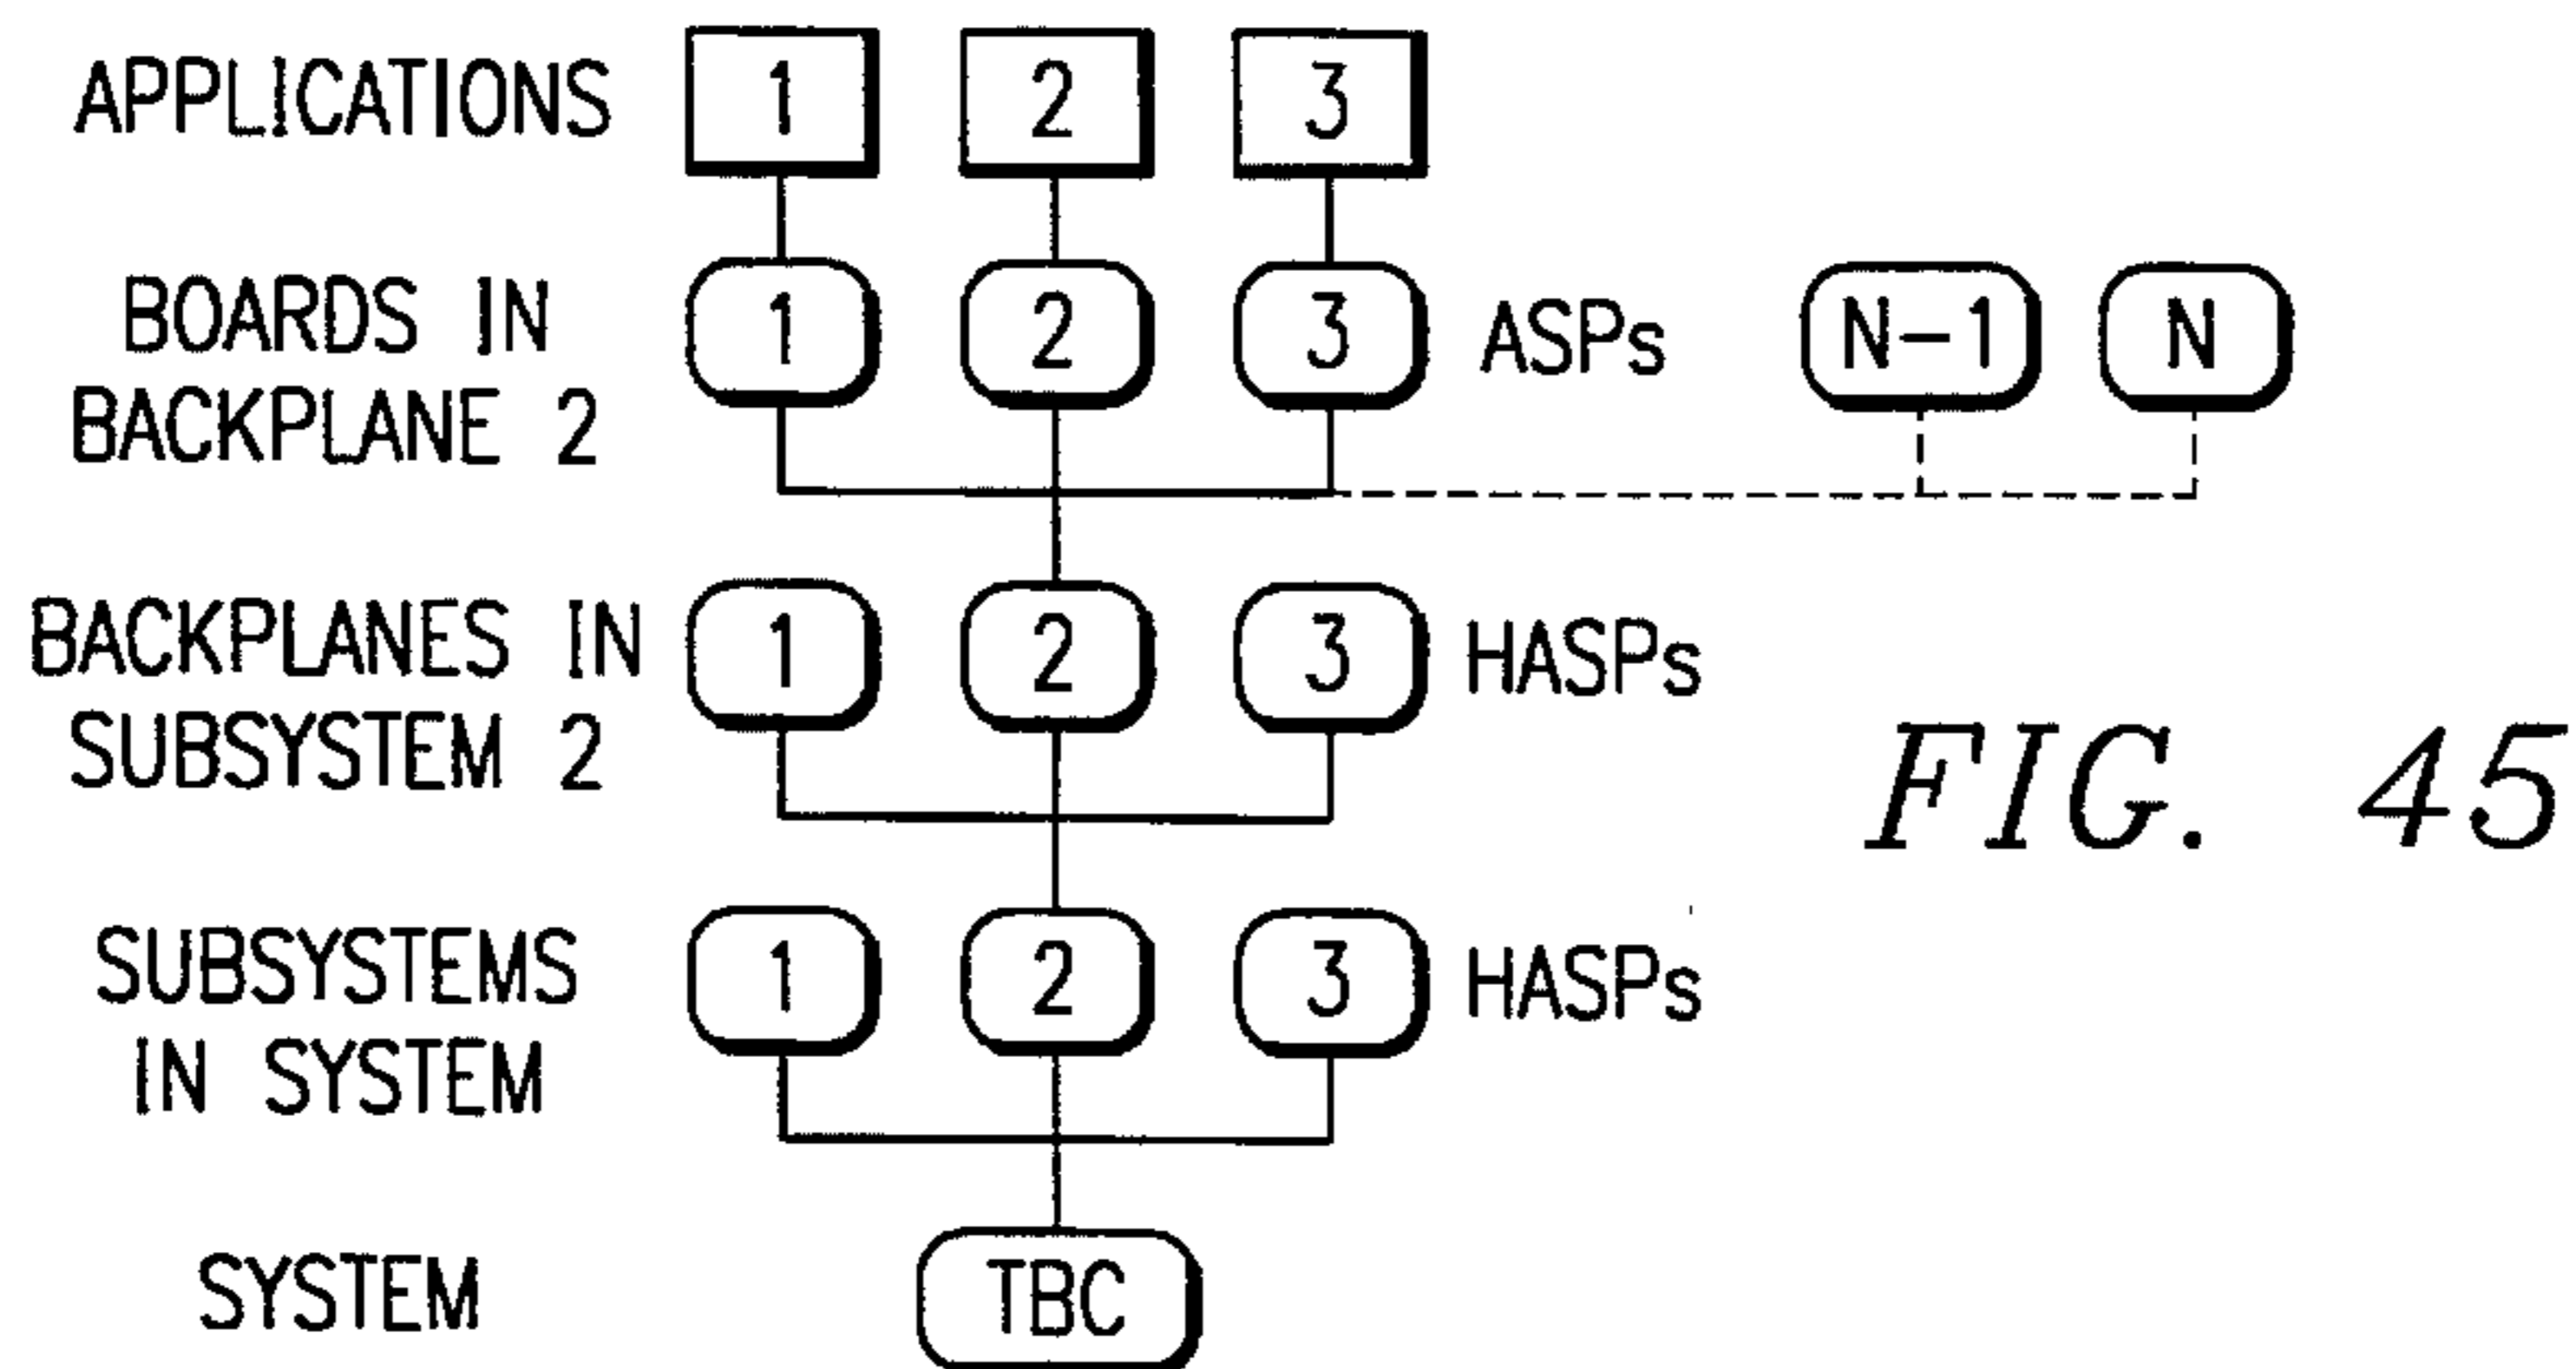 APPLICATIONS 1 2 3
BOARDS IN
BACKPLANE 2
1 2 3 ASPs N-1 N
BACKPLANES IN
SUBSYSTEM 2
1 2 3 HASPs
FIG. 45
SUBSYSTEMS
IN SYSTEM
1 2 3 HASPs
SYSTEM TBC